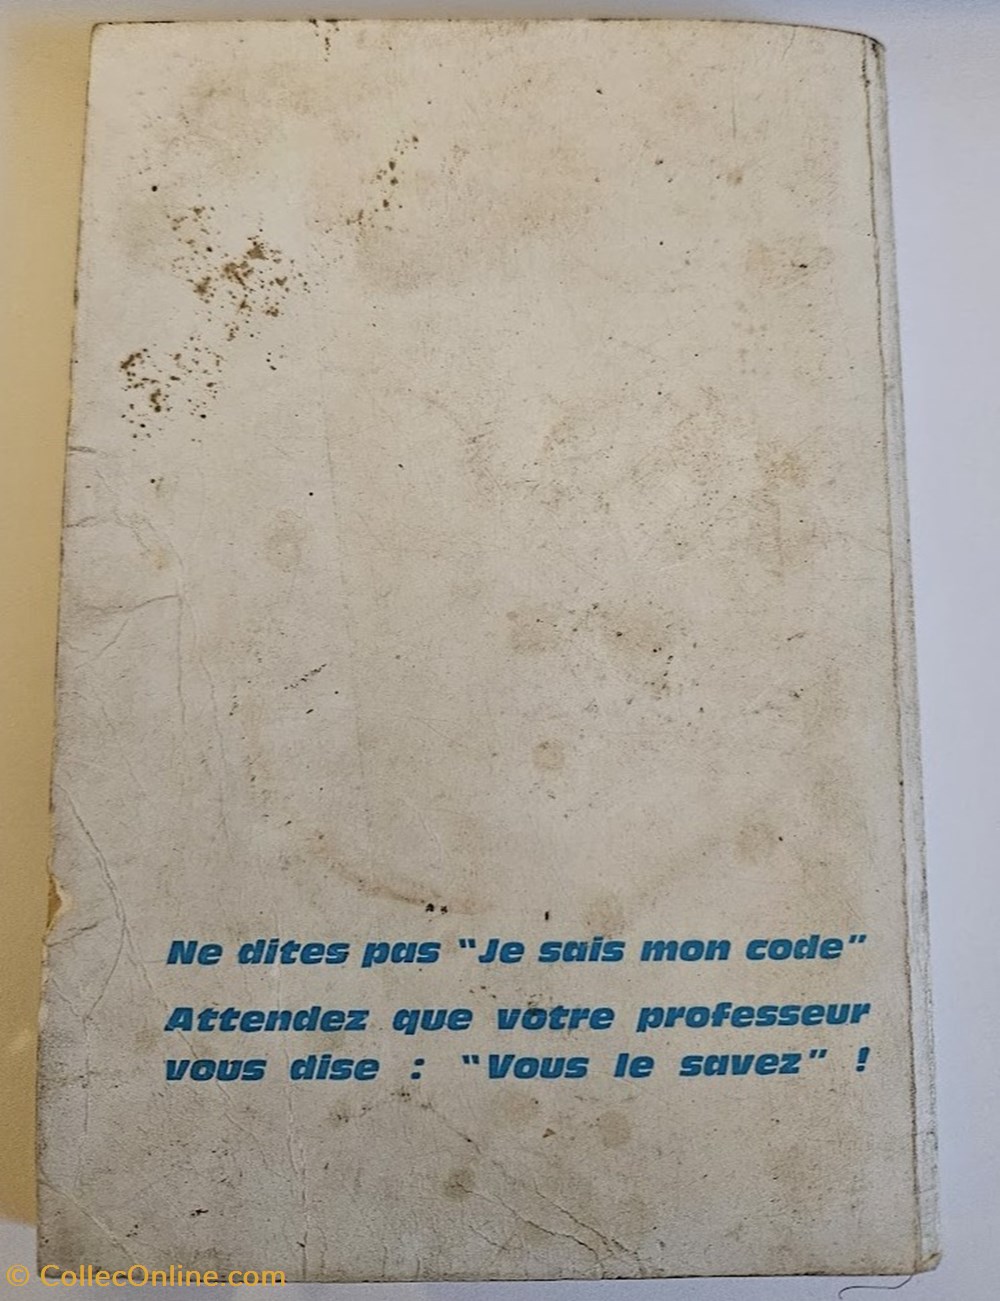 Ne dites pas "Je sais mon code"
Attendez que votre professeur
vous dise : "Vous le savez" !
© CollecOnline.com